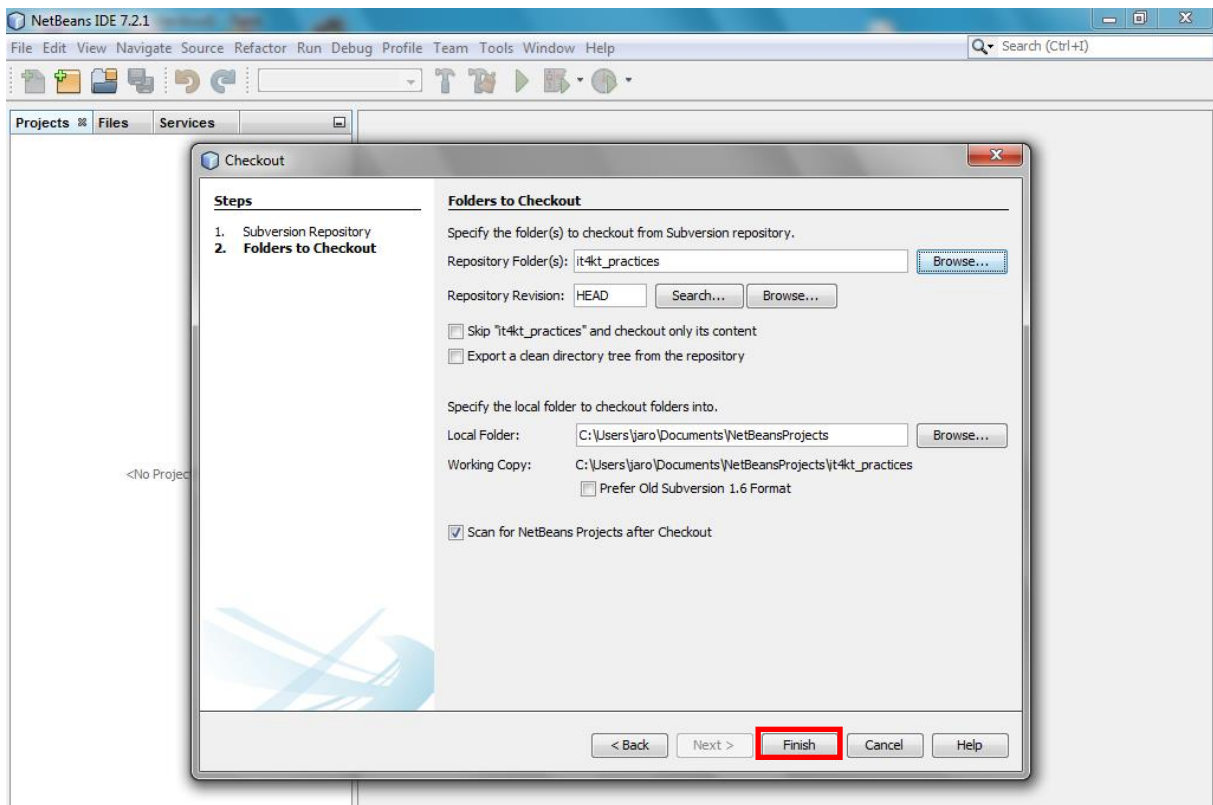 NetBeans IDE 7.2.1
File Edit View Navigate Source Refactor Run Debug Profile Team Tools Window Help
Search (Ctrl+I)
Projects Files Services
Checkout
Steps
1. Subversion Repository
2. Folders to Checkout
Folders to Checkout
Specify the folder(s) to checkout from Subversion repository.
Repository Folder(s): it4kt_practices Browse...
Repository Revision: HEAD Search... Browse...
Skip "it4kt_practices" and checkout only its content
Export a clean directory tree from the repository
Specify the local folder to checkout folders into.
Local Folder: C:\Users\jaro\Documents\NetBeansProjects Browse...
Working Copy: C:\Users\jaro\Documents\NetBeansProjects\it4kt_practices
<No Projec
Prefer Old Subversion 1.6 Format
Scan for NetBeans Projects after Checkout
< Back Next > Finish Cancel Help